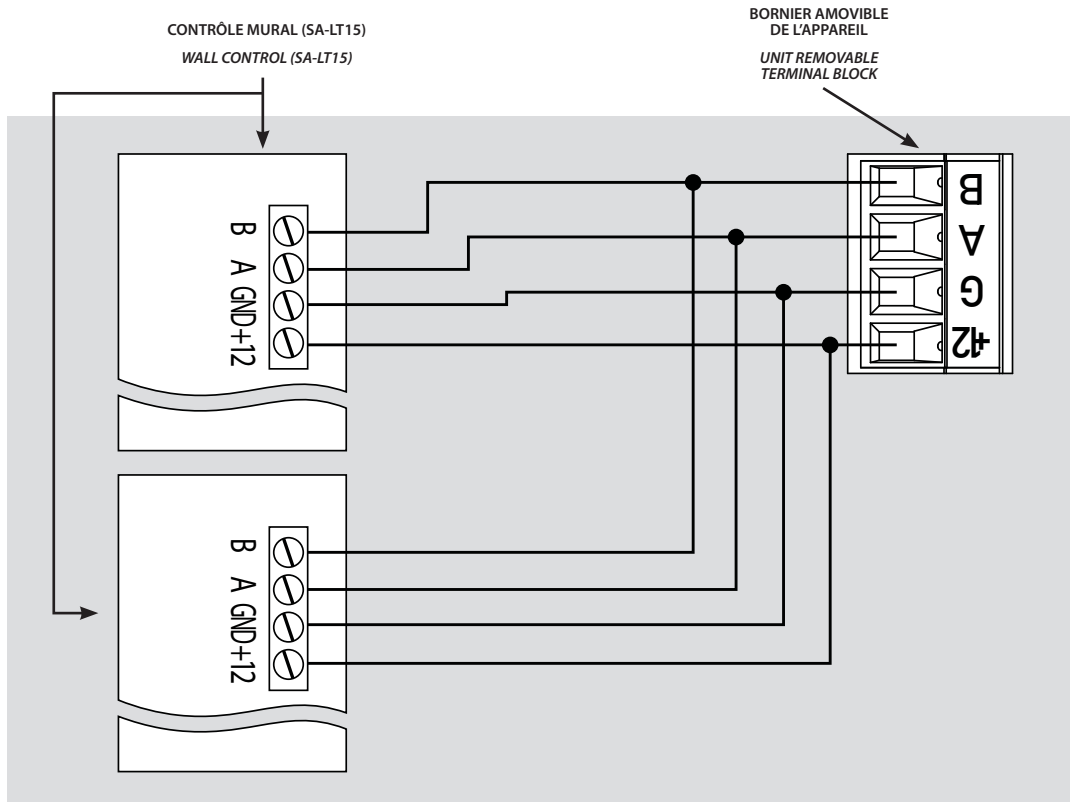 CONTRÔLE MURAL (SA-LT15)
WALL CONTROL (SA-LT15)
BORNIER AMOVIBLE
DE L’APPAREIL
UNIT REMOVABLE
TERMINAL BLOCK
B
A
GND
+12
B
A
G
+12
B
A
GND
+12